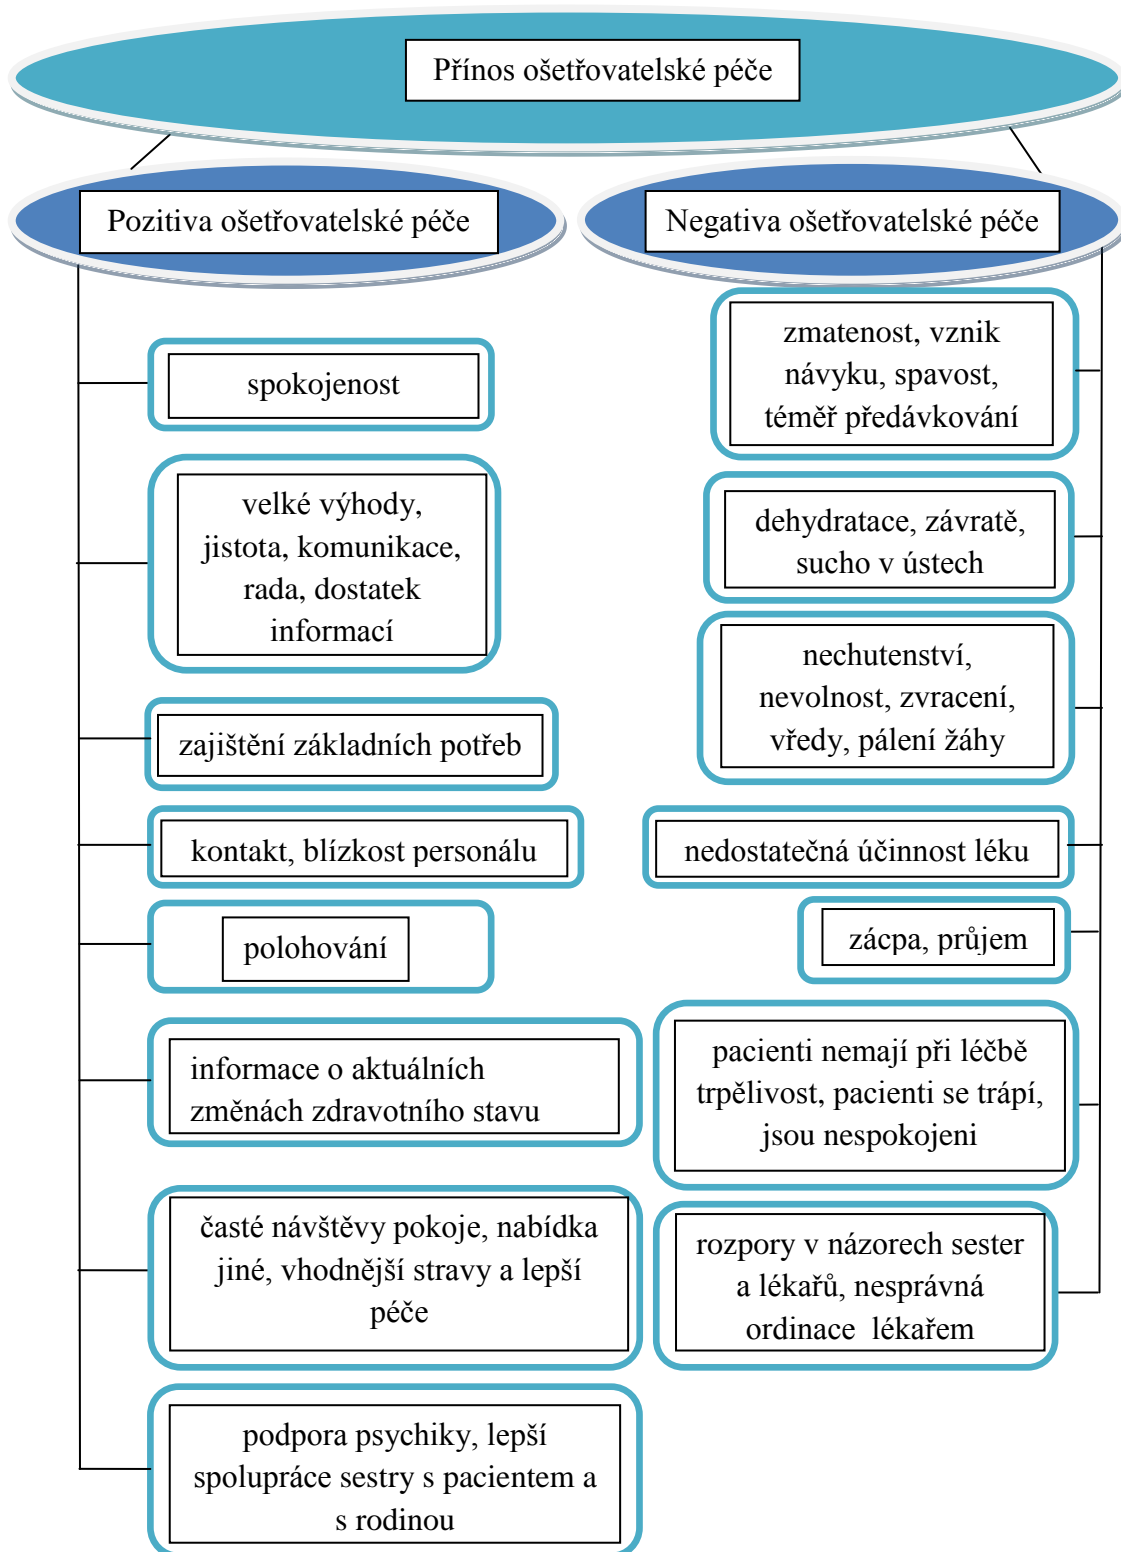 Přínos ošetřovatelské péče
Pozitiva ošetřovatelské péče
spokojenost
velké výhody,
jistota, komunikace,
rada, dostatek
informací
zajištění základních potřeb
kontakt, blízkost personálu
polohování
informace o aktuálních
změnách zdravotního stavu
časté návštěvy pokoje, nabídka
jiné, vhodnější stravy a lepší
péče
podpora psychiky, lepší
spolupráce sestry s pacientem a
s rodinou
Negativa ošetřovatelské péče
zmatenost, vznik
návyku, spavost,
téměř předávkování
dehydratace, závratě,
sucho v ústech
nechutenství,
nevolnost, zvracení,
vředy, pálení žáhy
nedostatečná účinnost léku
zácpa, průjem
pacienti nemají při léčbě
trpělivost, pacienti se trápí,
jsou nespokojeni
rozpory v názorech sester
a lékařů, nesprávná
ordinace  lékařem